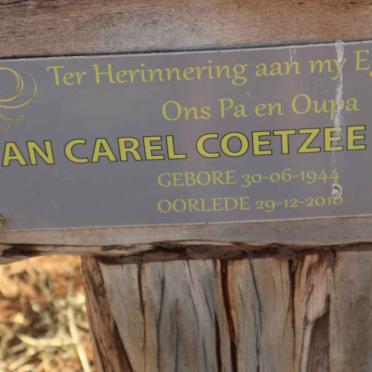 Ter Herinnering aan my
Ons Pa en Oupa
AN CAREL COETZEE
GEBORE 30-06-1944
OORLEDE 29-12-2010